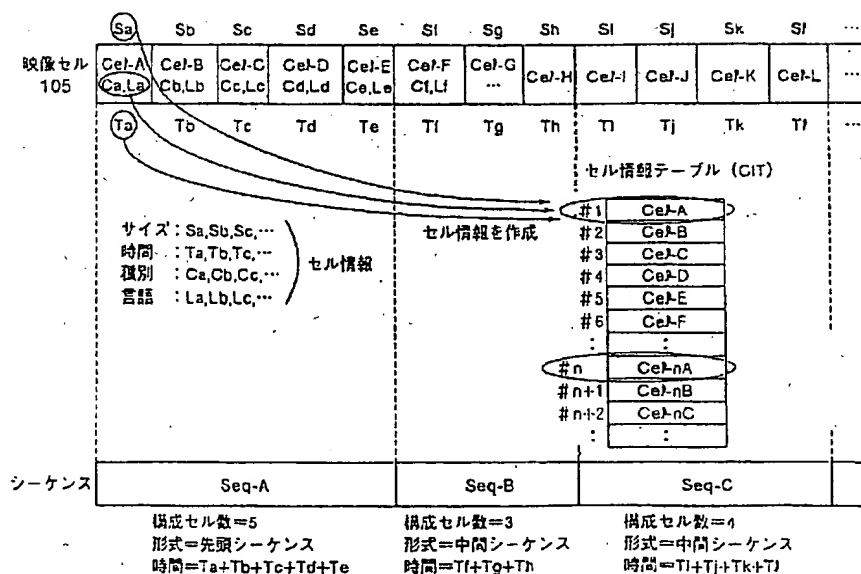 Sa Sb Sc Sd Se Sf Sg Sh Si Sj Sk Sl …
映像セル
105
Cel-A Cel-B Cel-C Cel-D Cel-E Cel-F Cel-G Cel-H Cel-I Cel-J Cel-K Cel-L …
Ca,La Cb,Lb Cc,Lc Cd,Ld Ce,Le Cf,Lf …
Ta Tb Tc Td Te Tf Tg Th Ti Tj Tk Tl …
セル情報テーブル (CIT)
サイズ : Sa,Sb,Sc,…
時間 : Ta,Tb,Tc,…
種別 : Ca,Cb,Cc,…
言語 : La,Lb,Lc,…
セル情報
セル情報を作成
#1 Cel-A
#2 Cel-B
#3 Cel-C
#4 Cel-D
#5 Cel-E
#6 Cel-F
: :
#n Cel-nA
#n+1 Cel-nB
#n+2 Cel-nC
: :
シーケンス Seq-A Seq-B Seq-C
構成セル数=5
形式=先頭シーケンス
時間=Ta+Tb+Tc+Td+Te
構成セル数=3
形式=中間シーケンス
時間=Tf+Tg+Th
構成セル数=4
形式=中間シーケンス
時間=Ti+Tj+Tk+Tl